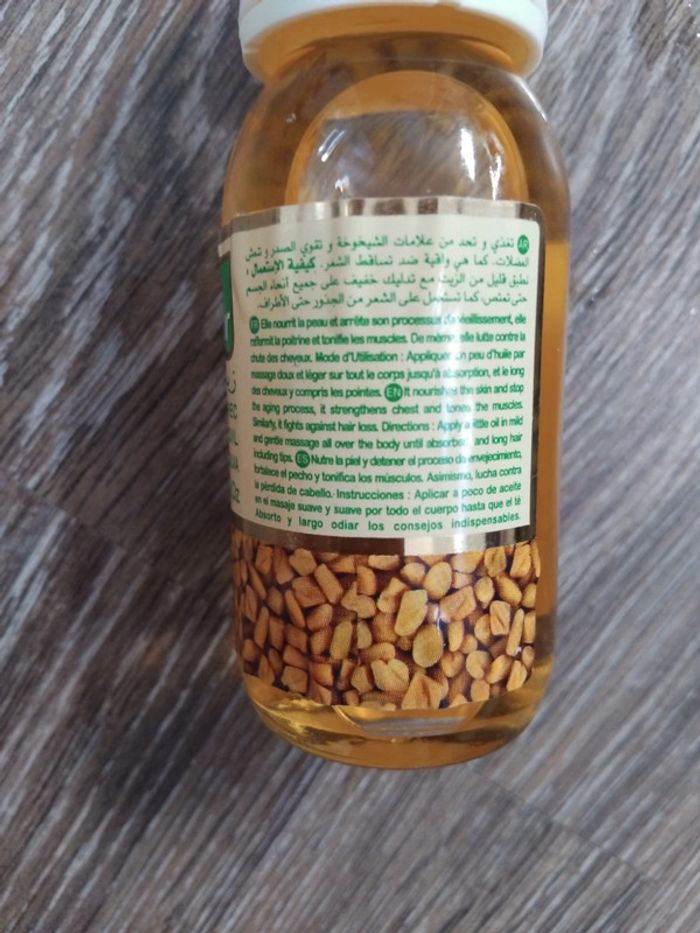 AR تغذي و تحد من علامات الشيخوخة و تقوي الصدر و تنعش
العضلات. كما هي واقية ضد تساقط الشعر. كيفية الإستعمال :
تطبق قليل من الزيت مع تدليك خفيف على جميع أنحاء الجسم
حتى تمتص، كما تستعمل على الشعر من الجذور حتى الأطراف.
FR Elle nourrit la peau et arrête son processus de vieillissement, elle
raffermit la poitrine et tonifie les muscles. De même, elle lutte contre la
chute des cheveux. Mode d'Utilisation : Appliquer un peu d'huile par
massage doux et léger sur tout le corps jusqu'à absorption, et le long
des cheveux y compris les pointes. EN It nourishes the skin and stop
the aging process, it strengthens chest and tones the muscles.
Similarly, it fights against hair loss. Directions : Apply a little oil in mild
and gentle massage all over the body until absorbed, and long hair
including tips. ES Nutre la piel y detener el proceso de envejecimiento,
fortalece el pecho y tonifica los músculos. Asimismo, lucha contra
la pérdida de cabello. Instrucciones : Aplicar a poco de aceite
en el masaje suave y suave por todo el cuerpo hasta que el té
Absorto y largo odiar los consejos indispensables.